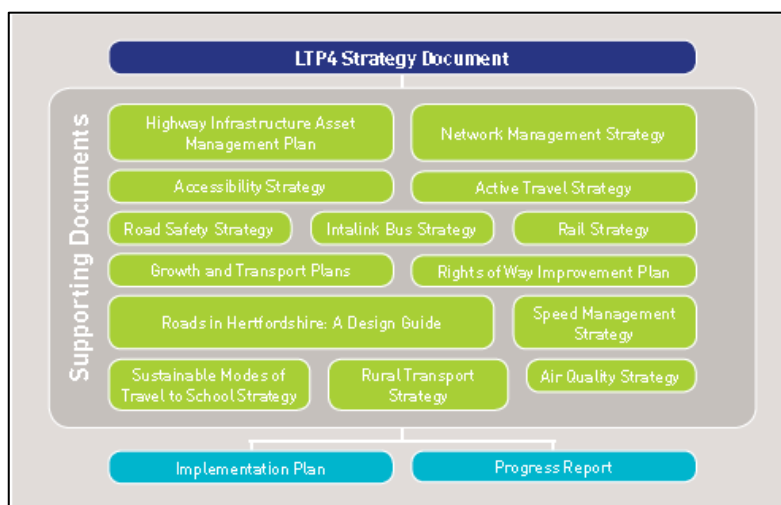 LTP4 Strategy Document
Supporting Documents
Highway Infrastructure Asset
Management Plan
Network Management Strategy
Accessibility Strategy
Active Travel Strategy
Road Safety Strategy
Intalink Bus Strategy
Rail Strategy
Growth and Transport Plans
Rights of Way Improvement Plan
Roads in Hertfordshire: A Design Guide
Speed Management
Strategy
Sustainable Modes of
Travel to School Strategy
Rural Transport
Strategy
Air Quality Strategy
Implementation Plan
Progress Report